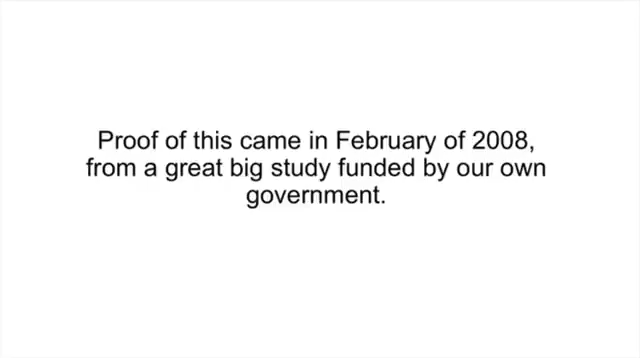 Proof of this came in February of 2008,
from a great big study funded by our own
government.